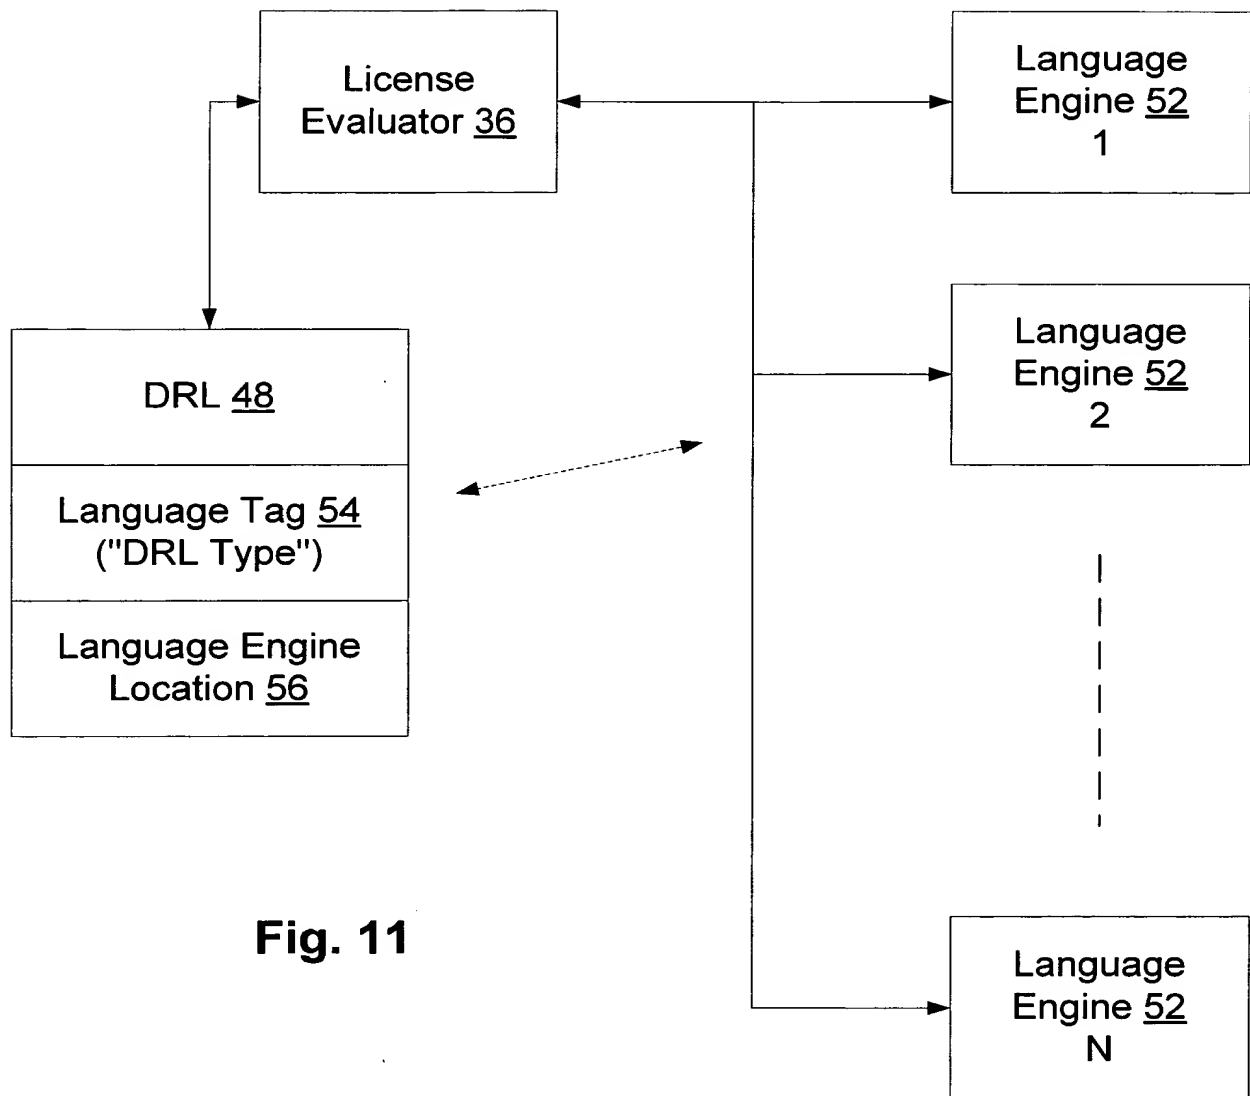 License
Evaluator 36
Language
Engine 52
1
Language
Engine 52
2
DRL 48
Language Tag 54
("DRL Type")
Language Engine
Location 56
Fig. 11
Language
Engine 52
N